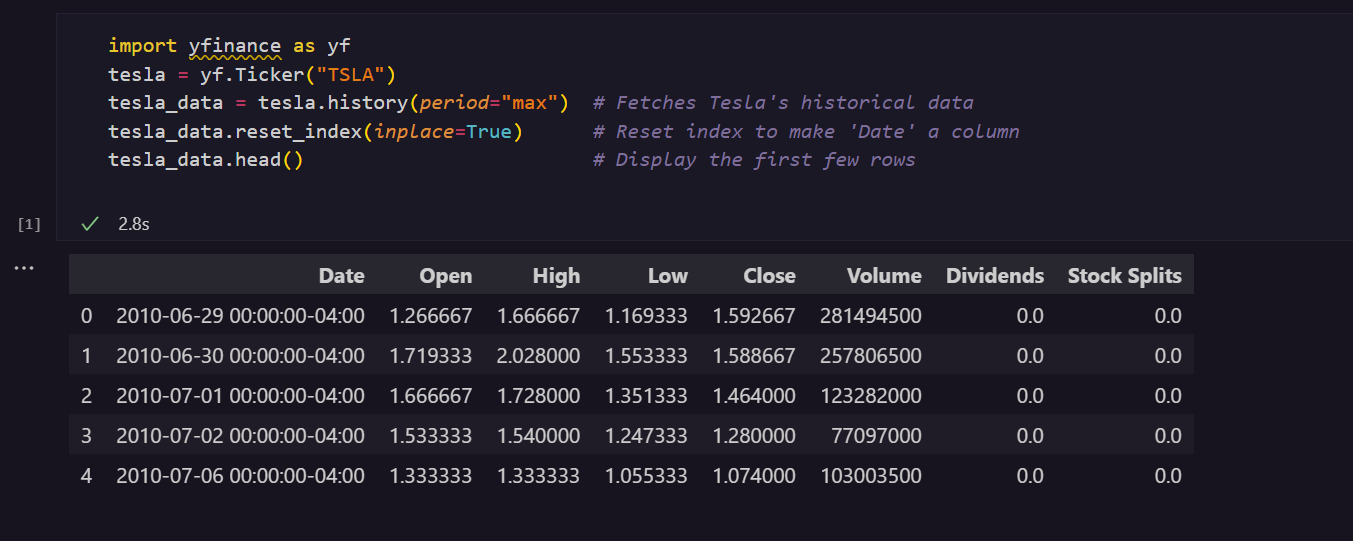 import yfinance as yf
tesla = yf.Ticker("TSLA")
tesla_data = tesla.history(period="max")  # Fetches Tesla's historical data
tesla_data.reset_index(inplace=True)      # Reset index to make 'Date' a column
tesla_data.head()                         # Display the first few rows
[1] ✓ 2.8s
...
Date Open High Low Close Volume Dividends Stock Splits
0 2010-06-29 00:00:00-04:00 1.266667 1.666667 1.169333 1.592667 281494500 0.0 0.0
1 2010-06-30 00:00:00-04:00 1.719333 2.028000 1.553333 1.588667 257806500 0.0 0.0
2 2010-07-01 00:00:00-04:00 1.666667 1.728000 1.351333 1.464000 123282000 0.0 0.0
3 2010-07-02 00:00:00-04:00 1.533333 1.540000 1.247333 1.280000 77097000 0.0 0.0
4 2010-07-06 00:00:00-04:00 1.333333 1.333333 1.055333 1.074000 103003500 0.0 0.0